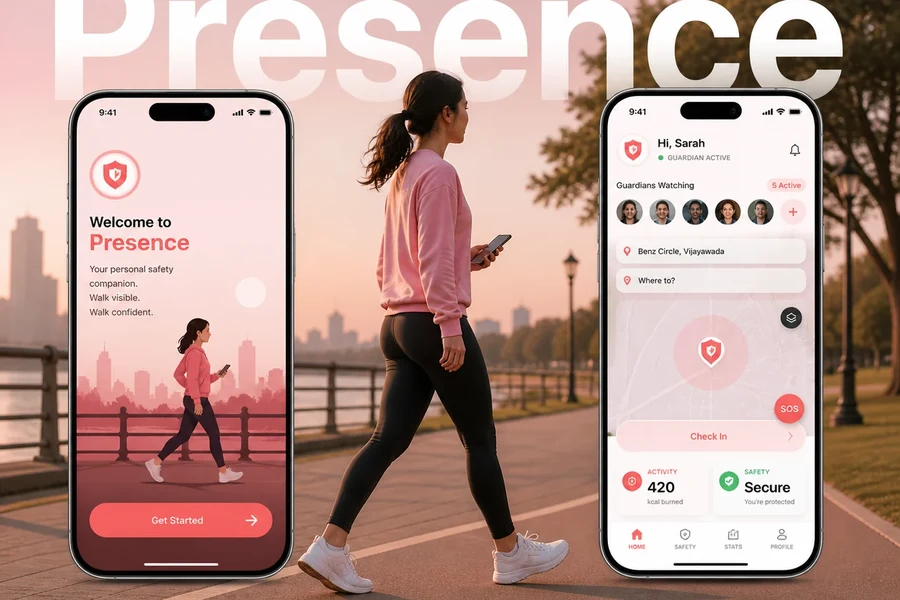 Presence
9:41
Welcome to
Presence
Your personal safety
companion.
Walk visible.
Walk confident.
Get Started
9:41
Hi, Sarah
GUARDIAN ACTIVE
Guardians Watching
5 Active
Benz Circle, Vijayawada
Where to?
SOS
Check In
ACTIVITY
420
kcal burned
SAFETY
Secure
You're protected
HOME
SAFETY
STATS
PROFILE